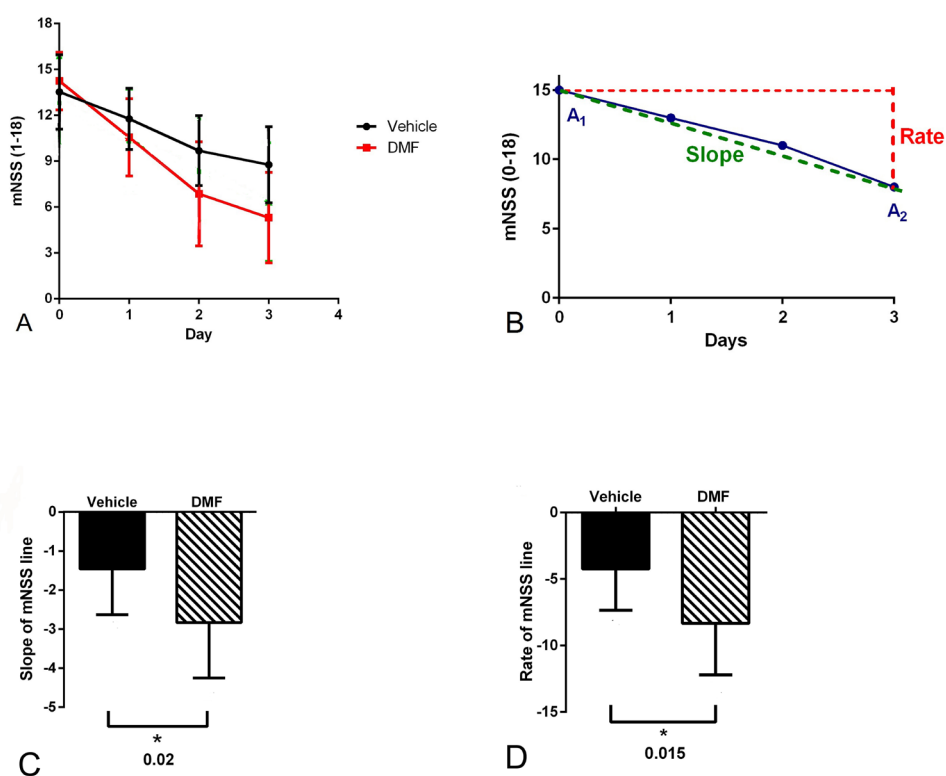 18
15
12
9
6
3
0
mNSS (1-18)
0 1 2 3 4
Day
Vehicle
DMF
A
15
10
5
0
mNSS (0-18)
A1
Slope
Rate
A2
0 1 2 3
Days
B
Vehicle DMF
0
-1
-2
-3
-4
-5
Slope of mNSS line
*
0.02
C
Vehicle DMF
0
-5
-10
-15
Rate of mNSS line
*
0.015
D